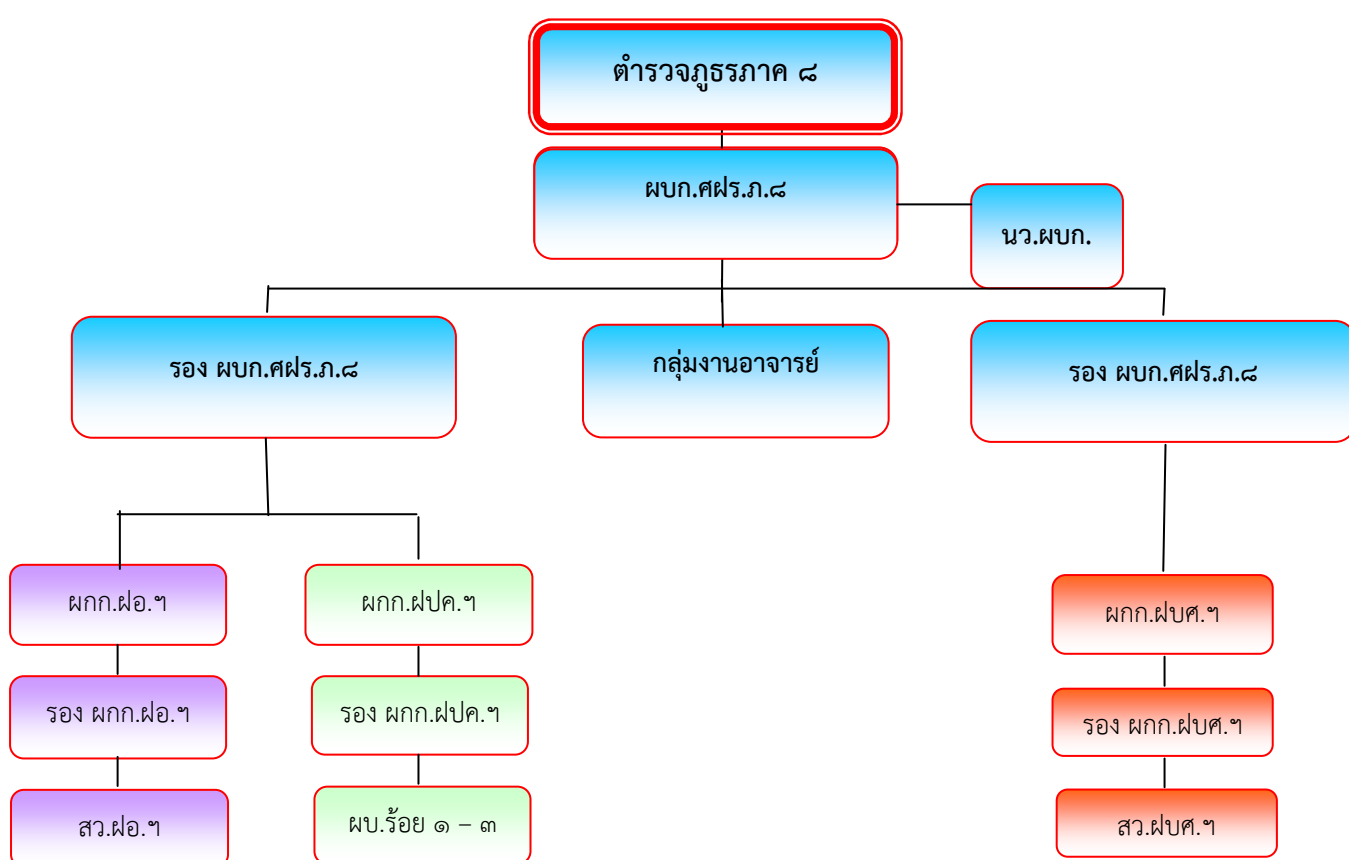 ตำรวจภูธรภาค ๘
ผบก.ศฝร.ภ.๘
นว.ผบก.
รอง ผบก.ศฝร.ภ.๘
กลุ่มงานอาจารย์
รอง ผบก.ศฝร.ภ.๘
ผกก.ฝอ.ฯ
ผกก.ฝปค.ฯ
ผกก.ฝบศ.ฯ
รอง ผกก.ฝอ.ฯ
รอง ผกก.ฝปค.ฯ
รอง ผกก.ฝบศ.ฯ
สว.ฝอ.ฯ
ผบ.ร้อย ๑ – ๓
สว.ฝบศ.ฯ